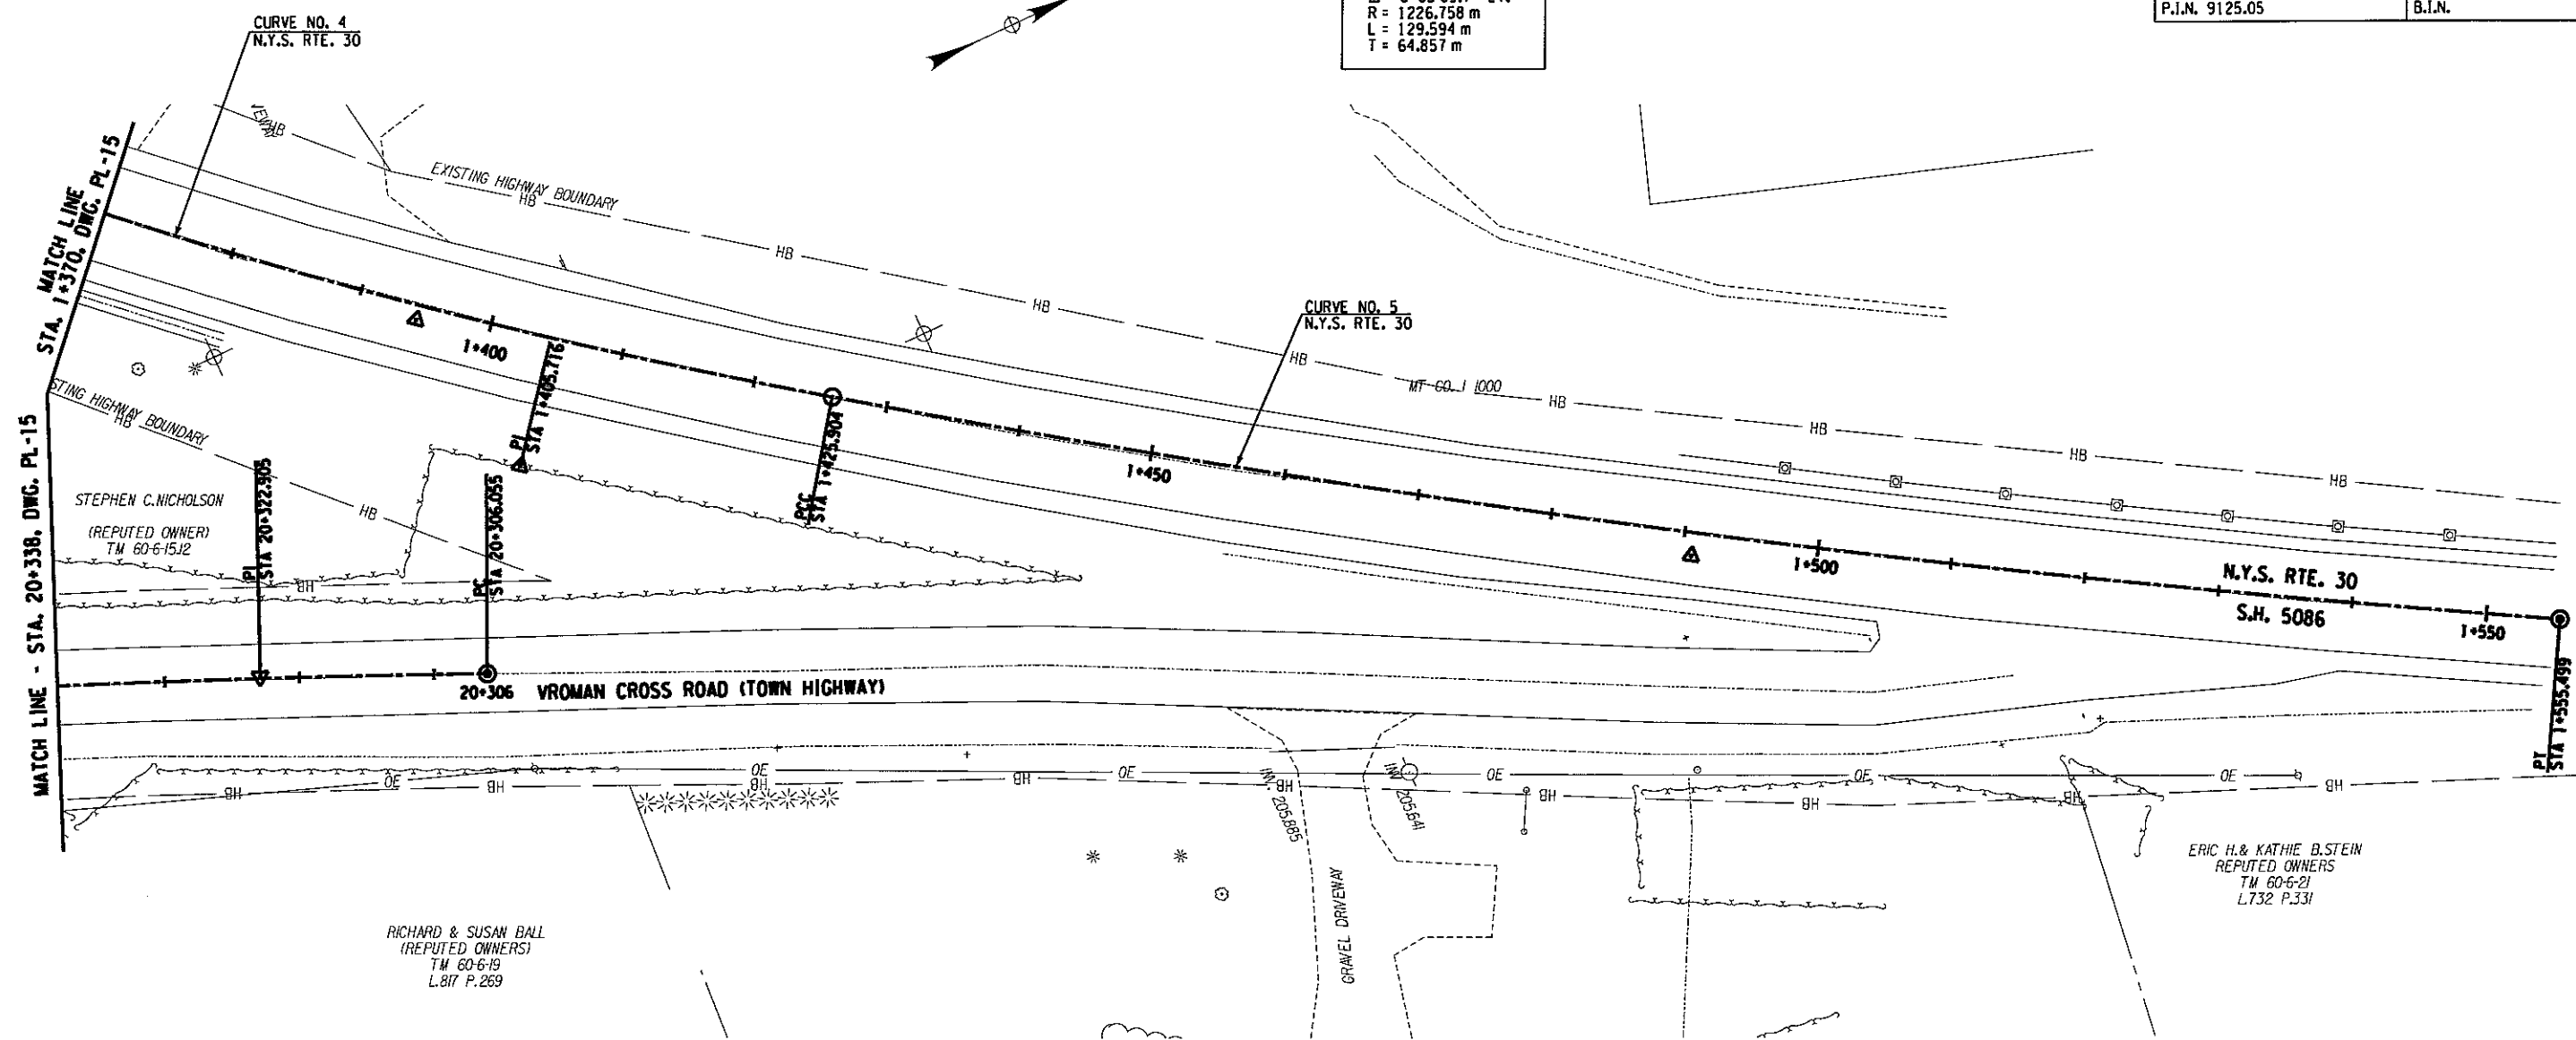 CURVE NO. 4
N.Y.S. RTE. 30
R = 1226.758 m
L = 129.594 m
T = 64.857 m
P.I.N. 9125.05
B.I.N.
MATCH LINE
STA. 1+370. DWG. PL-15
HB
EXISTING HIGHWAY BOUNDARY
HB
HB
HB
HB
HB
HB
HB
HB
CURVE NO. 5
N.Y.S. RTE. 30
1+400
PI
STA 1+405.716
PCC
STA 1+425.904
1+450
1+500
N.Y.S. RTE. 30
S.H. 5086
1+550
PT
STA 1+555.499
STING HIGHWAY BOUNDARY
HB
HB
MATCH LINE - STA. 20+338. DWG. PL-15
STEPHEN C. NICHOLSON
(REPUTED OWNER)
TM 60-6-15.12
PI
STA 20+322.905
PC
STA 20+306.055
HB
20+306
VROMAN CROSS ROAD (TOWN HIGHWAY)
OE
OE
OE
OE
OE
OE
HB
HB
HB
HB
HB
HB
HB
HB
HB
INV. 205.885
INV. 205.641
GRAVEL DRIVEWAY
RICHARD & SUSAN BALL
(REPUTED OWNERS)
TM 60-6-19
L.817 P.269
ERIC H. & KATHIE B. STEIN
REPUTED OWNERS
TM 60-6-21
L.732 P.331